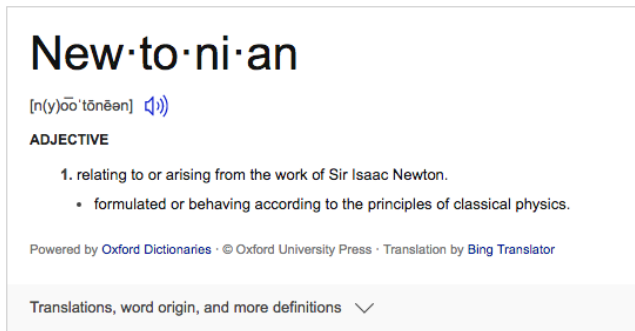 New·to·ni·an
[n(y)o͞oˈtōnēən]
ADJECTIVE
1. relating to or arising from the work of Sir Isaac Newton.
• formulated or behaving according to the principles of classical physics.
Powered by Oxford Dictionaries · © Oxford University Press · Translation by Bing Translator
Translations, word origin, and more definitions